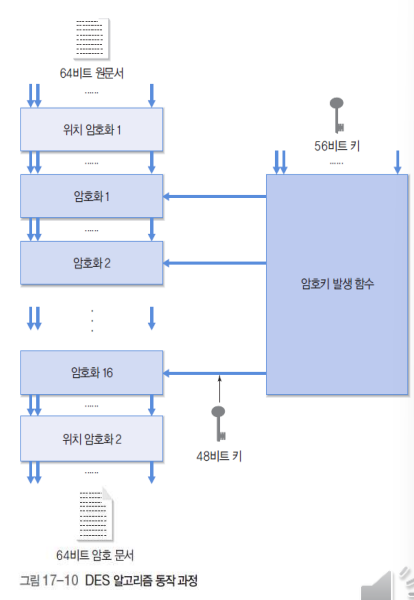 64비트 원문서
......
위치 암호화 1
56비트 키
......
......
암호화 1
......
암호화 2
암호키 발생 함수
.
.
.
암호화 16
......
위치 암호화 2
48비트 키
......
64비트 암호 문서
그림 17-10 DES 알고리즘 동작 과정